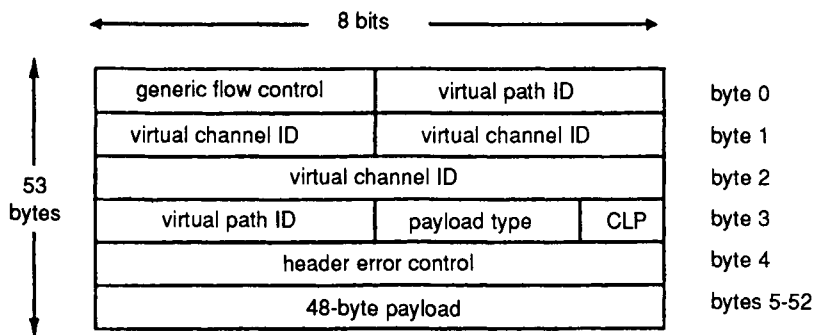 8 bits
generic flow control virtual path ID byte 0
virtual channel ID virtual channel ID byte 1
virtual channel ID byte 2
53
bytes
virtual path ID payload type CLP byte 3
header error control byte 4
48-byte payload bytes 5-52